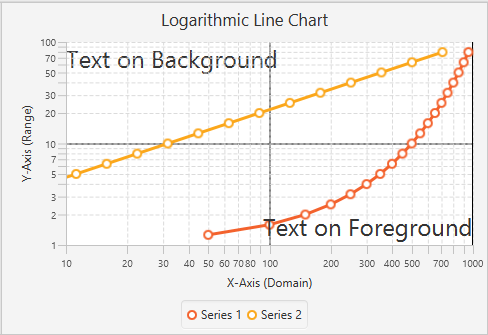 Logarithmic Line Chart
Text on Background
Y-Axis (Range)
100
70
50
30
20
10
7
5
3
2
1
Text on Foreground
10 20 30 40 50 60 70 80 100 200 300 400 500 700 1000
X-Axis (Domain)
Series 1 Series 2